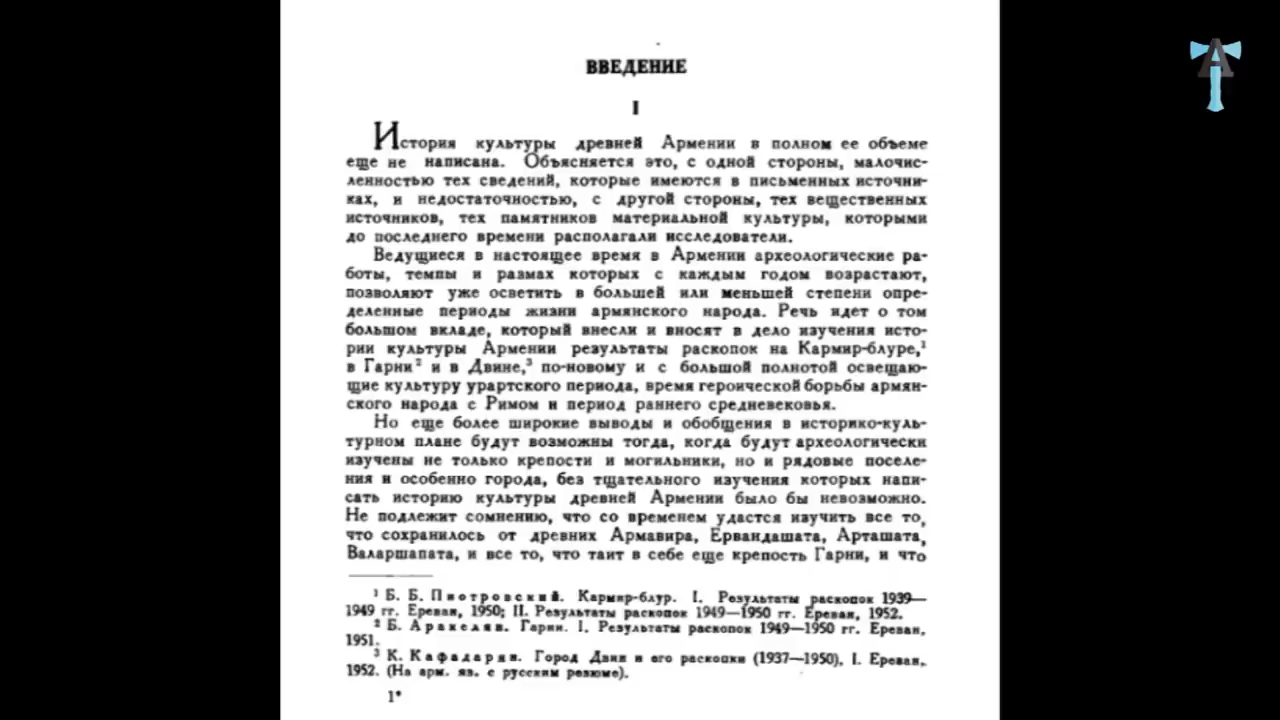 ВВЕДЕНИЕ
I
История культуры древней Армении в полном ее объеме
еще не написана. Объясняется это, с одной стороны, малочис-
ленностью тех сведений, которые имеются в письменных источни-
ках, и недостаточностью, с другой стороны, тех вещественных
источников, тех памятников материальной культуры, которыми
до последнего времени располагали исследователи.
Ведущиеся в настоящее время в Армении археологические ра-
боты, темпы и размах которых с каждым годом возрастают,
позволяют уже осветить в большей или меньшей степени опре-
деленные периоды жизни армянского народа. Речь идет о том
большом вкладе, который внесли и вносят в дело изучения исто-
рии культуры Армении результаты раскопок на Кармир-блуре,¹
в Гарни² и в Двине,³ по-новому и с большой полнотой освещаю-
щие культуру урартского периода, время героической борьбы армян-
ского народа с Римом и период раннего средневековья.
Но еще более широкие выводы и обобщения в историко-куль-
турном плане будут возможны тогда, когда будут археологически
изучены не только крепости и могильники, но и рядовые поселе-
ния и особенно города, без тщательного изучения которых напи-
сать историю культуры древней Армении было бы невозможно.
Не подлежит сомнению, что со временем удастся изучить все то,
что сохранилось от древних Армавира, Ервандашата, Арташата,
Валаршапата, и все то, что таит в себе еще крепость Гарни, и что
¹ Б. Б. Пиотровский. Кармир-блур. I. Результаты раскопок 1939—
1949 гг. Ереван, 1950; II. Результаты раскопок 1949—1950 гг. Ереван, 1952.
² Б. Аракелян. Гарни. I. Результаты раскопок 1949—1950 гг. Ереван,
1951.
³ К. Кафадарян. Город Двин и его раскопки (1937—1950), I. Ереван,
1952. (На арм. яз. с русским резюме).
1*